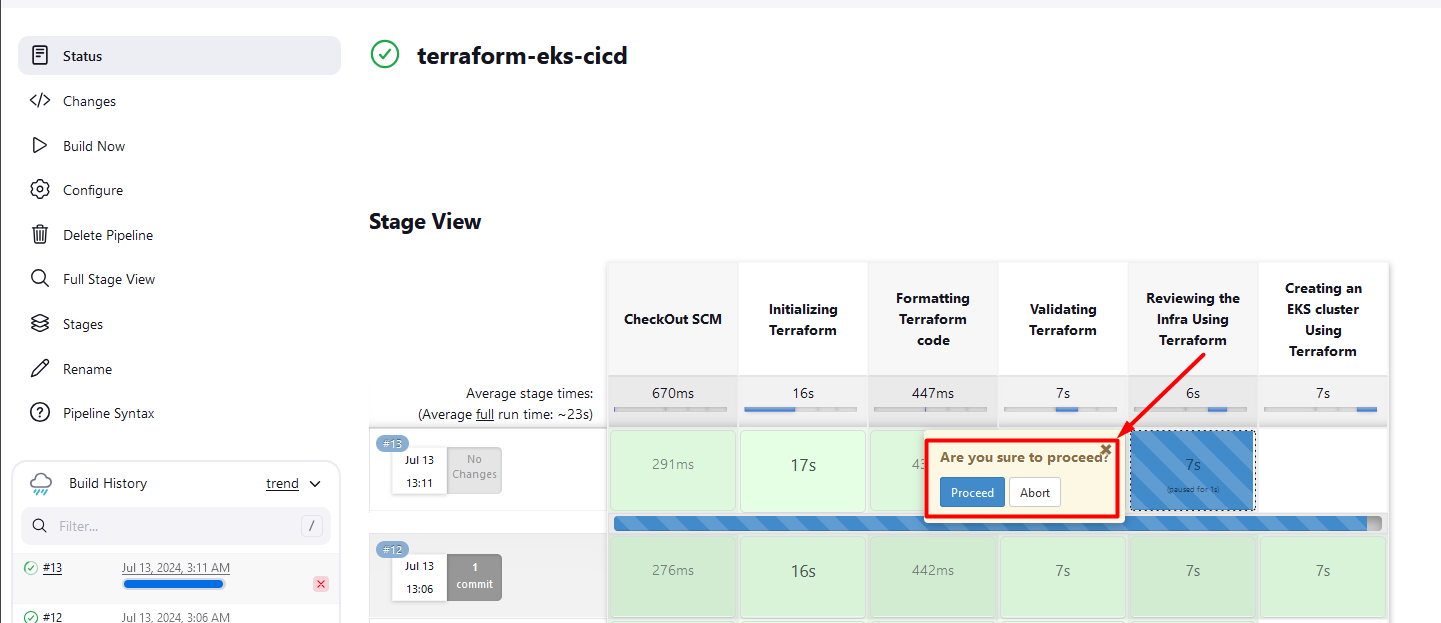 Status
terraform-eks-cicd
Changes
Build Now
Configure
Delete Pipeline
Full Stage View
Stages
Rename
Pipeline Syntax
Stage View
CheckOut SCM
Initializing
Terraform
Formatting
Terraform
code
Validating
Terraform
Reviewing the
Infra Using
Terraform
Creating an
EKS cluster
Using
Terraform
Average stage times:
(Average full run time: ~23s)
670ms
16s
447ms
7s
6s
7s
#13
Jul 13
13:11
No
Changes
291ms
17s
Are you sure to proceed?
Proceed
Abort
7s
(paused for 1s)
#12
Jul 13
13:06
1
commit
276ms
16s
442ms
7s
7s
7s
Build History
trend
Filter...
/
#13
Jul 13, 2024, 3:11 AM
#12
Jul 13, 2024, 3:06 AM